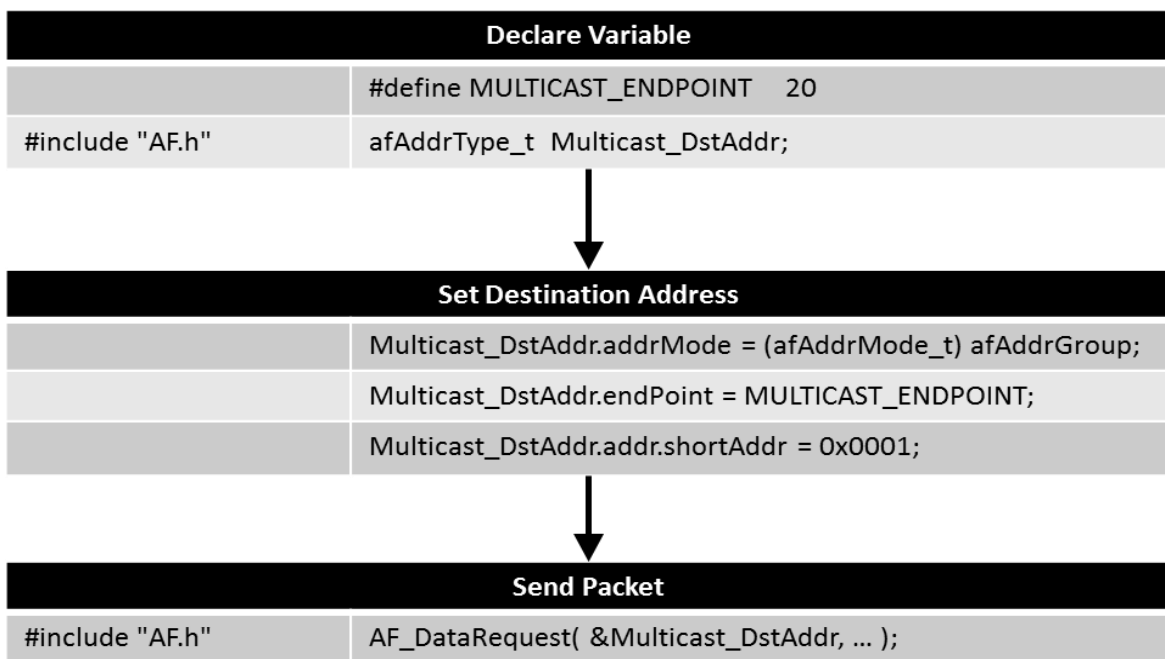 Declare Variable
#define MULTICAST_ENDPOINT 20
#include "AF.h" afAddrType_t Multicast_DstAddr;
Set Destination Address
Multicast_DstAddr.addrMode = (afAddrMode_t) afAddrGroup;
Multicast_DstAddr.endPoint = MULTICAST_ENDPOINT;
Multicast_DstAddr.addr.shortAddr = 0x0001;
Send Packet
#include "AF.h" AF_DataRequest( &Multicast_DstAddr, ... );